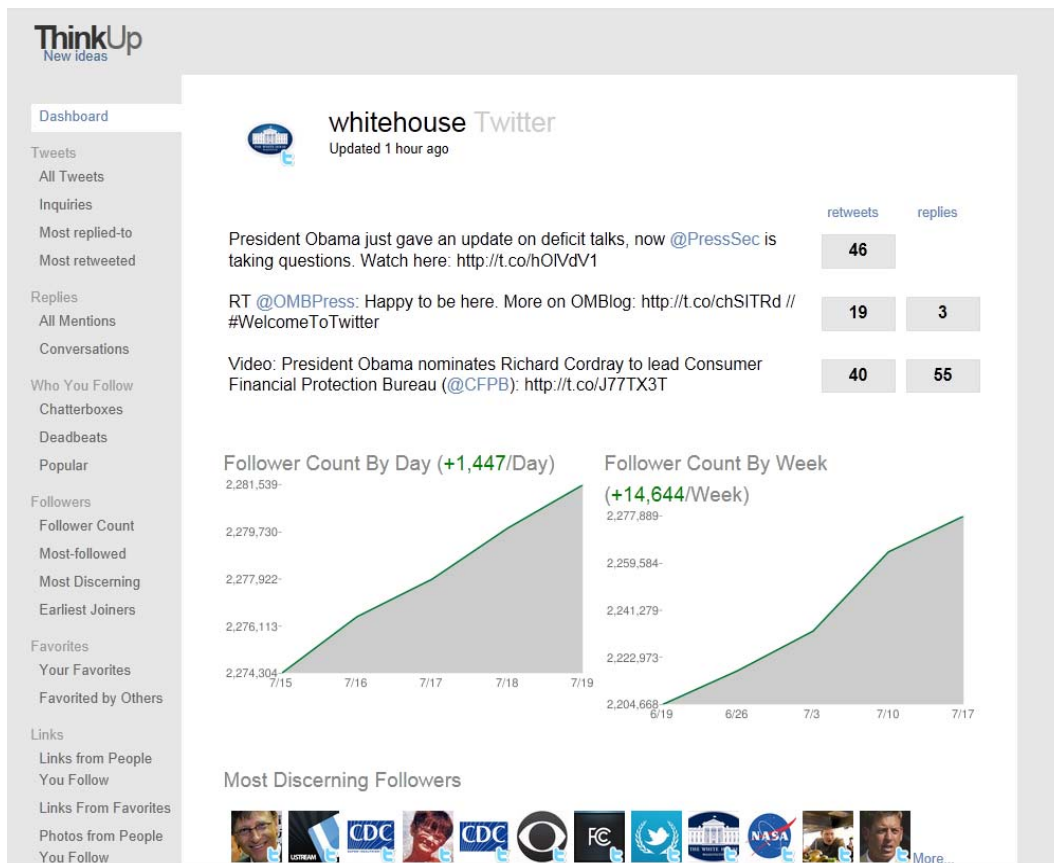 ThinkUp
New ideas
Dashboard
Tweets
All Tweets
Inquiries
Most replied-to
Most retweeted
Replies
All Mentions
Conversations
Who You Follow
Chatterboxes
Deadbeats
Popular
Followers
Follower Count
Most-followed
Most Discerning
Earliest Joiners
Favorites
Your Favorites
Favorited by Others
Links
Links from People
You Follow
Links From Favorites
Photos from People
You Follow
whitehouse Twitter
Updated 1 hour ago
retweets replies
President Obama just gave an update on deficit talks, now @PressSec is
taking questions. Watch here: http://t.co/hOlVdV1
46
RT @OMBPress: Happy to be here. More on OMBlog: http://t.co/chSITRd //
#WelcomeToTwitter
19 3
Video: President Obama nominates Richard Cordray to lead Consumer
Financial Protection Bureau (@CFPB): http://t.co/J77TX3T
40 55
Follower Count By Day (+1,447/Day)
2,281,539
2,279,730
2,277,922
2,276,113
2,274,304
7/15 7/16 7/17 7/18 7/19
Follower Count By Week
(+14,644/Week)
2,277,889
2,259,584
2,241,279
2,222,973
2,204,668
6/19 6/26 7/3 7/10 7/17
Most Discerning Followers
USTREAM
CDC
CDC
FC
THE WHITE HOUSE
NASA
More...